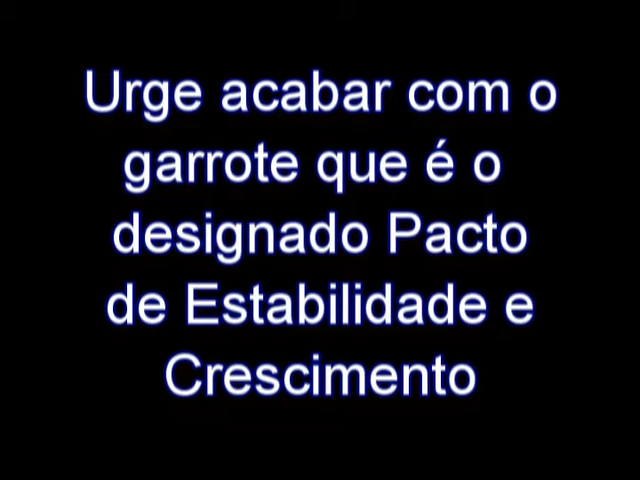 Urge acabar com o
garrote que é o
designado Pacto
de Estabilidade e
Crescimento